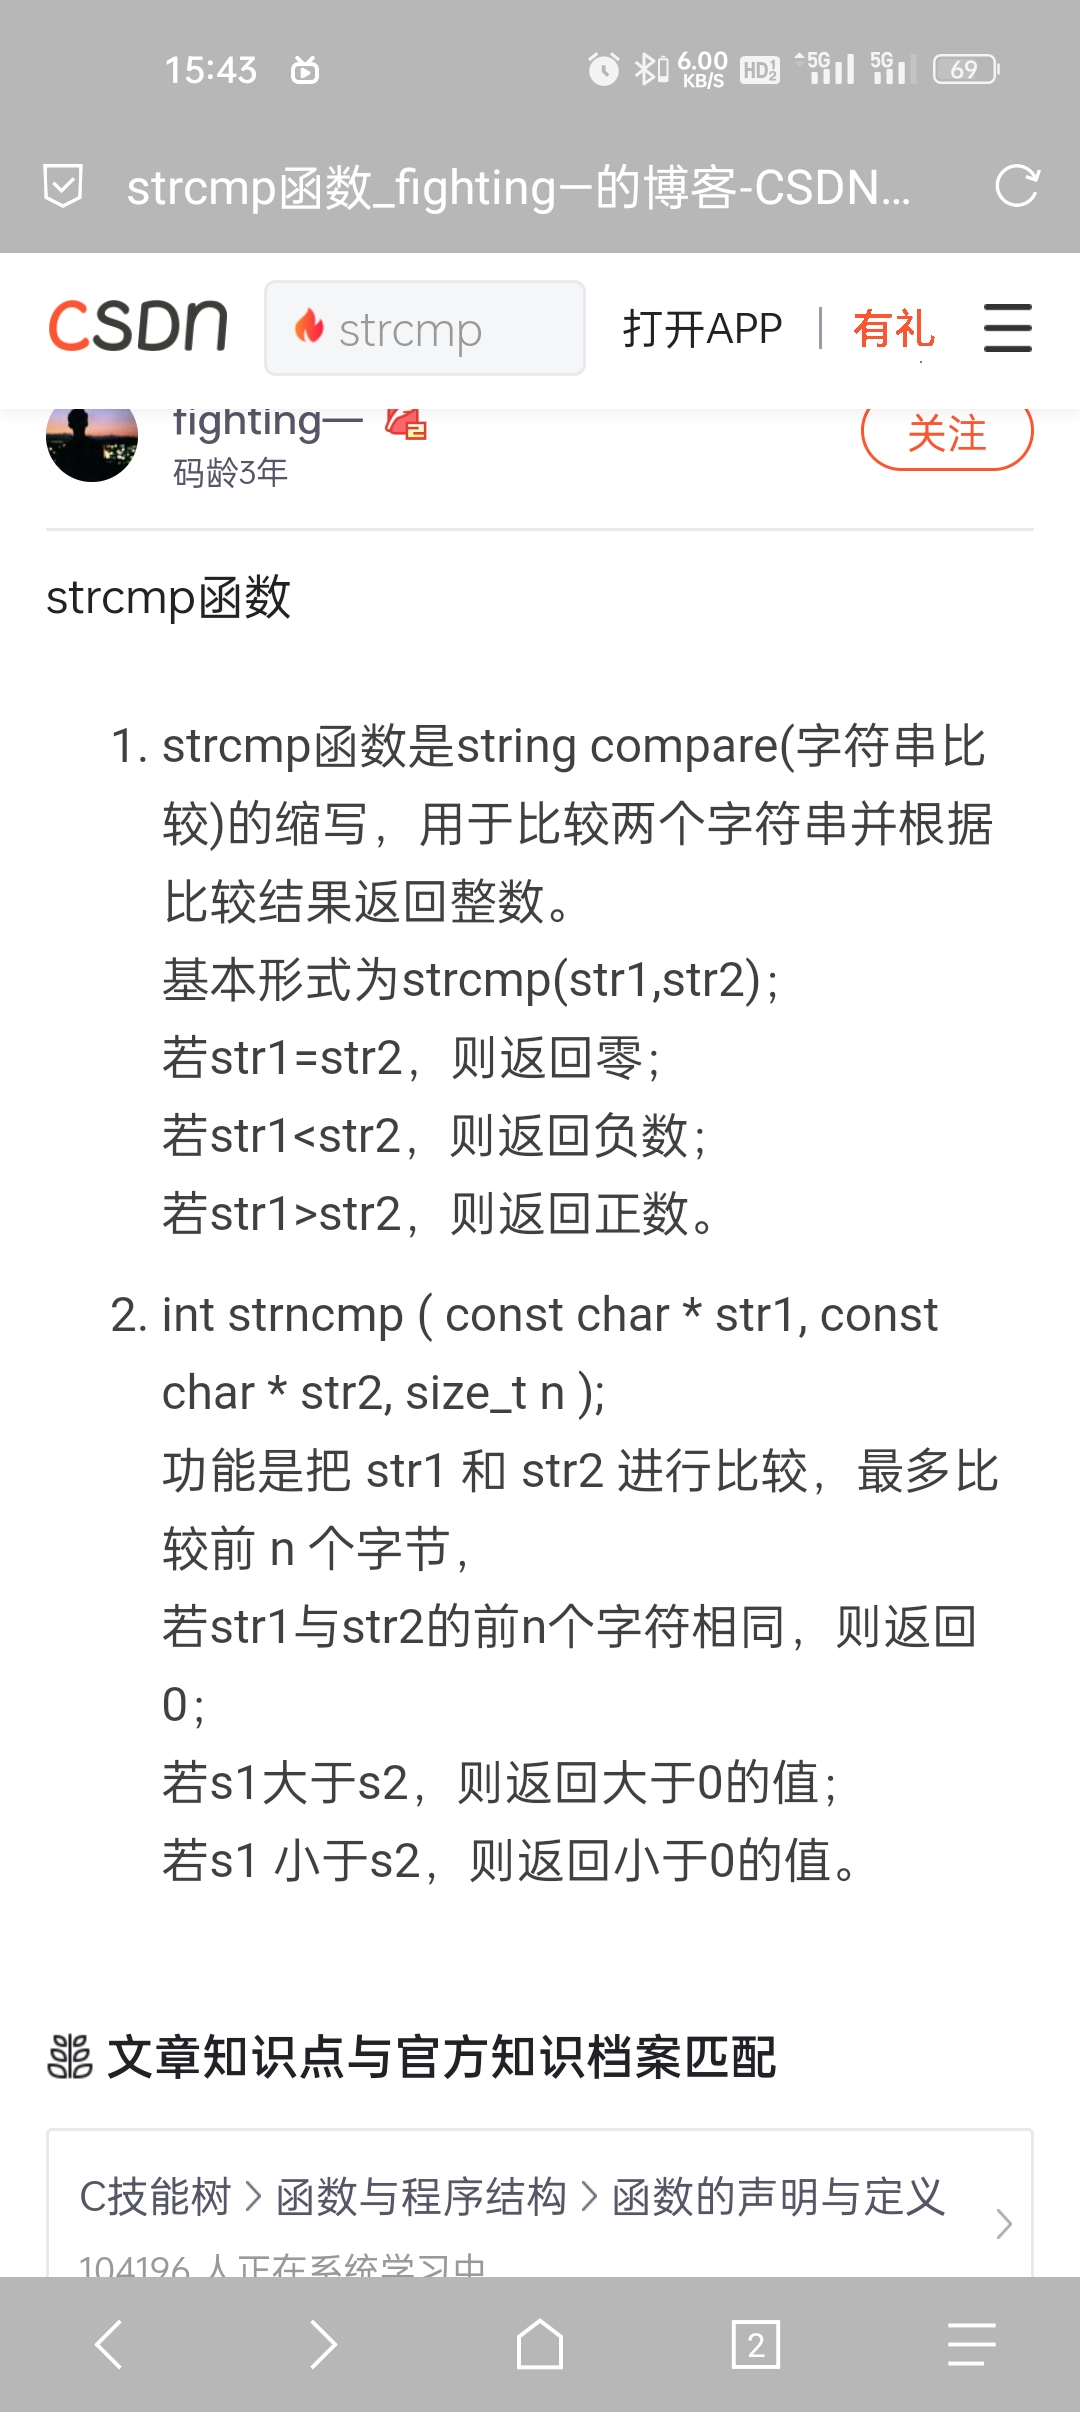 15:43
6.00 KB/S HD 1 2 5G 5G 69
strcmp函数_fighting—的博客-CSDN...
CSDN strcmp 打开APP | 有礼
fighting— 关注
码龄3年
strcmp函数
1. strcmp函数是string compare(字符串比
较)的缩写，用于比较两个字符串并根据
比较结果返回整数。
基本形式为strcmp(str1,str2)；
若str1=str2，则返回零；
若str1<str2，则返回负数；
若str1>str2，则返回正数。
2. int strncmp ( const char * str1, const
char * str2, size_t n );
功能是把 str1 和 str2 进行比较，最多比
较前 n 个字节，
若str1与str2的前n个字符相同，则返回
0；
若s1大于s2，则返回大于0的值；
若s1 小于s2，则返回小于0的值。
文章知识点与官方知识档案匹配
C技能树 > 函数与程序结构 > 函数的声明与定义
104196 人正在系统学习中
2